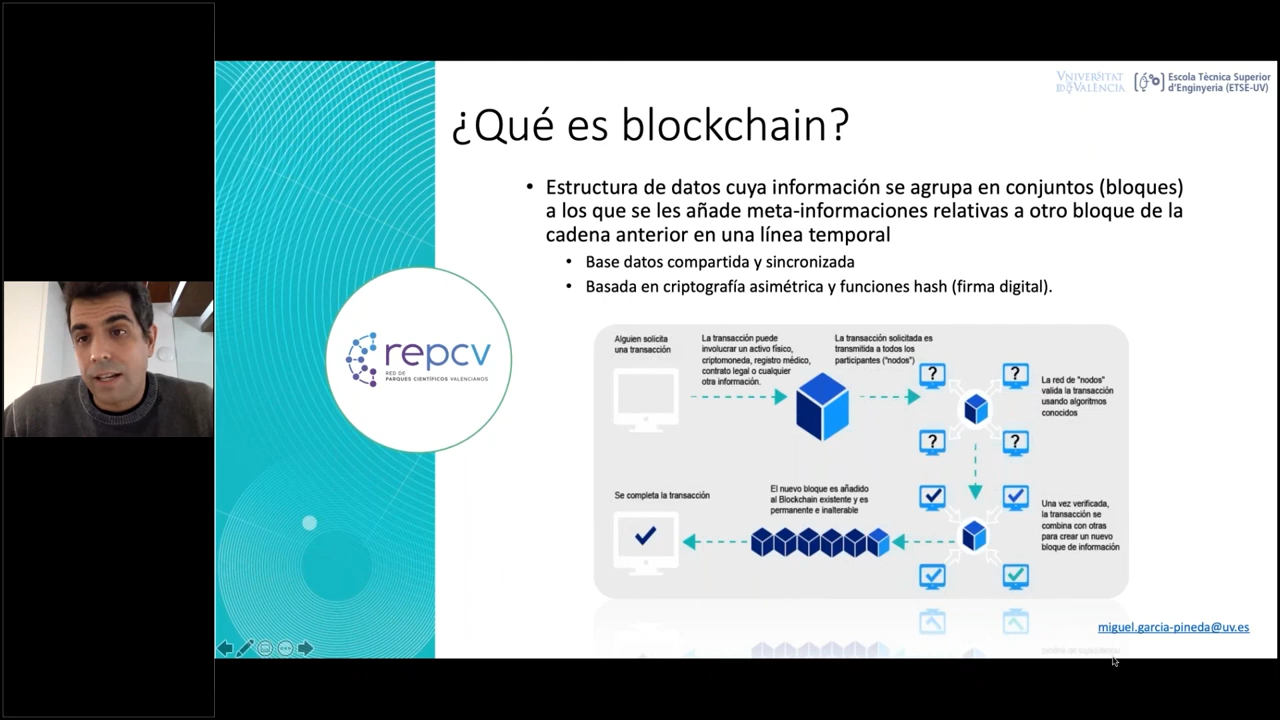 VNIVERSITAT
ID VALÈNCIA
Escola Tècnica Superior
d'Enginyeria (ETSE-UV)
¿Qué es blockchain?
• Estructura de datos cuya información se agrupa en conjuntos (bloques)
a los que se les añade meta-informaciones relativas a otro bloque de la
cadena anterior en una línea temporal
• Base datos compartida y sincronizada
• Basada en criptografía asimétrica y funciones hash (firma digital).
repcv
RED DE
PARQUES CIENTÍFICOS VALENCIANOS
Alguien solicita
una transacción
La transacción puede
involucrar un activo físico,
criptomoneda, registro médico,
contrato legal o cualquier
otra información.
La transacción solicitada es
transmitida a todos los
participantes ("nodos")
?
?
?
?
La red de "nodos"
valida la transacción
usando algoritmos
conocidos
Una vez verificada,
la transacción se
combina con otras
para crear un nuevo
bloque de información
El nuevo bloque es añadido
al Blockchain existente y es
permanente e inalterable
Se completa la transacción
miguel.garcia-pineda@uv.es